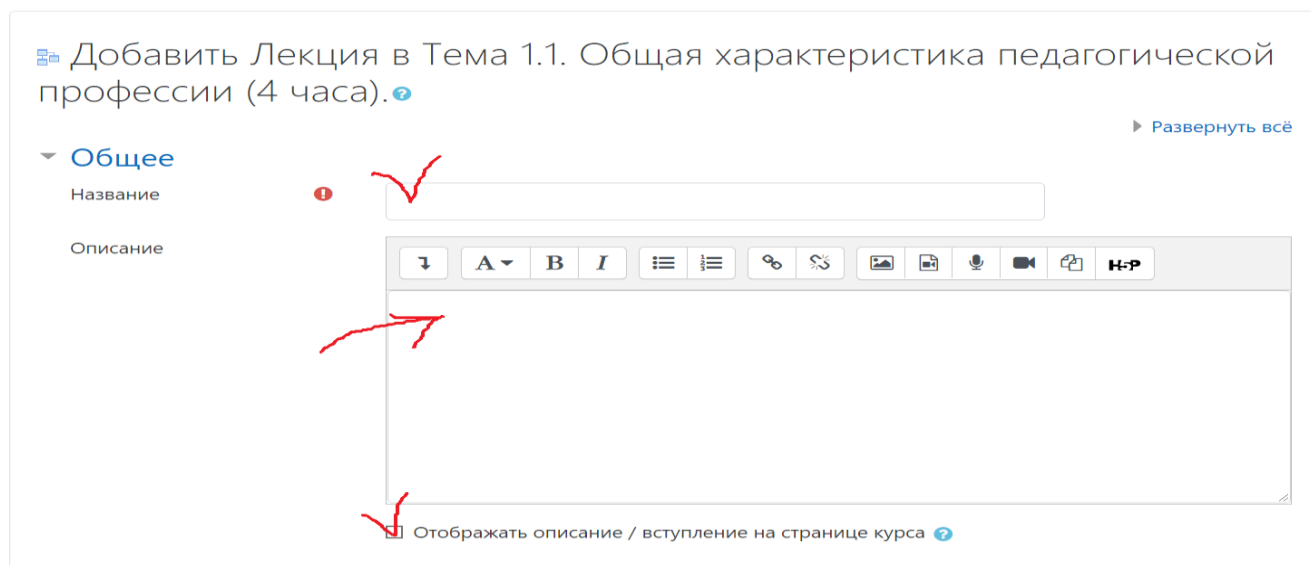 Добавить Лекция в Тема 1.1. Общая характеристика педагогической
профессии (4 часа).
Развернуть всё
Общее
Название
Описание
A B I H5P
Отображать описание / вступление на странице курса